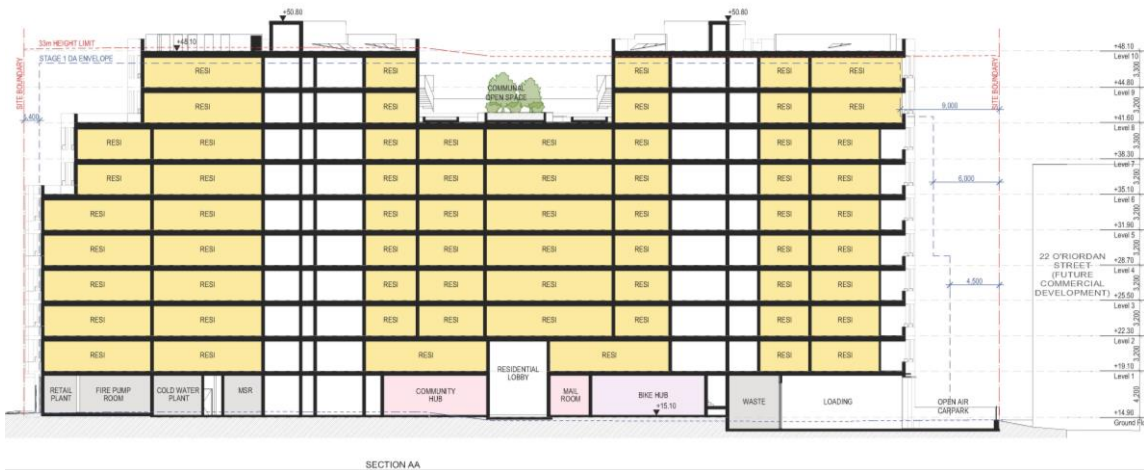 +50.80
+50.80
33m HEIGHT LIMIT
+48.10
+48.10
Level 10
STAGE 1 DA ENVELOPE
SITE BOUNDARY
SITE BOUNDARY
RESI RESI RESI RESI RESI
3,300
COMMUNAL
OPEN SPACE
+44.80
Level 9
RESI RESI RESI RESI RESI
9,000
3,200
5,400
+41.60
Level 8
RESI RESI RESI RESI RESI RESI RESI RESI
3,300
+38.30
Level 7
RESI RESI RESI RESI RESI RESI RESI RESI
6,000
3,200
+35.10
Level 6
RESI RESI RESI RESI RESI RESI RESI RESI
3,200
+31.90
Level 5
RESI RESI RESI RESI RESI RESI RESI RESI
3,200
+28.70
Level 4
22 O'RIORDAN
STREET
(FUTURE
COMMERCIAL
DEVELOPMENT)
RESI RESI RESI RESI RESI RESI RESI RESI
4,500
3,200
+25.50
Level 3
RESI RESI RESI RESI RESI RESI RESI RESI
3,200
+22.30
Level 2
RESI RESI RESI RESI RESI RESI
3,200
RESIDENTIAL
LOBBY
+19.10
Level 1
RETAIL
PLANT
FIRE PUMP
ROOM
COLD WATER
PLANT
MSR
COMMUNITY
HUB
MAIL
ROOM
BIKE HUB
+15.10
WASTE
LOADING
OPEN AIR
CARPARK
4,200
+14.90
SECTION AA